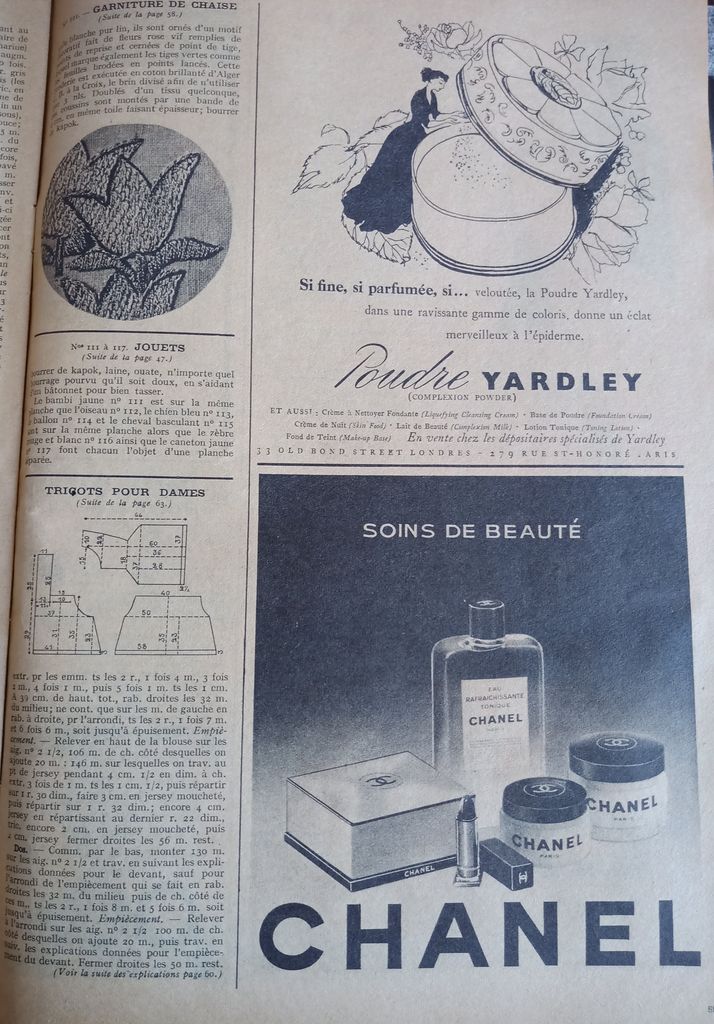 GARNITURE DE CHAISE
(Suite de la page 58.)
blanche pur lin, ils sont ornés d'un motif
fait de fleurs rose vif remplies de
de reprise et cernées de point de tige,
marque également les tiges vertes comme
feuilles brodées en points lancés. Cette
est exécutée en coton brillanté d'Alger
à la Croix, le brin divisé afin de n'utiliser
fils. Doublés d'un tissu quelconque,
coussins sont montés par une bande de
en même toile faisant épaisseur; bourrer
kapok.
Nos 111 à 117. JOUETS
(Suite de la page 47.)
bourrer de kapok, laine, ouate, n'importe quel
bourrage pourvu qu'il soit doux, en s'aidant
d'un bâtonnet pour bien tasser.
Le bambi jaune n° 111 est sur la même
planche que l'oiseau n° 112, le chien bleu n° 113,
ballon n° 114 et le cheval basculant n° 115
sont sur la même planche alors que le zèbre
rouge et blanc n° 116 ainsi que le caneton jaune
n° 117 font chacun l'objet d'une planche
séparée.
TRICOTS POUR DAMES
(Suite de la page 63.)
44
60
36
37
28
40
50
58
extr. pr les emm. ts les 2 r., 1 fois 4 m., 3 fois
m., 4 fois 1 m., puis 5 fois 1 m. ts les 1 cm.
A 39 cm. de haut. tot., rab. droites les 32 m.
du milieu; ne cont. que sur les m. de gauche en
rab. à droite, pr l'arrondi, ts les 2 r., 1 fois 7 m.
et 6 fois 6 m., soit jusqu'à épuisement. Empiè-
cement. — Relever en haut de la blouse sur les
aig. n° 2 1/2, 106 m. de ch. côté desquelles on
ajoute 20 m. : 146 m. sur lesquelles on trav. au
pt de jersey pendant 4 cm. 1/2 en dim. à ch.
extr. 3 fois de 1 m. ts les 1 cm. 1/2, puis répartir
sur 1 r. 30 dim., faire 3 cm. en jersey moucheté,
puis répartir sur 1 r. 32 dim.; encore 4 cm.
jersey en répartissant au dernier r. 22 dim.,
tric. encore 2 cm. en jersey moucheté, puis
2 cm. jersey fermer droites les 56 m. rest.
Dos. — Comm. par le bas, monter 130 m.
sur les aig. n° 2 1/2 et trav. en suivant les expli-
cations données pour le devant, sauf pour
l'arrondi de l'empiècement qui se fait en rab.
droites les 32 m. du milieu puis de ch. côté de
ces m., ts les 2 r., 1 fois 8 m. et 5 fois 6 m. soit
jusqu'à épuisement. Empiècement. — Relever
à l'arrondi sur les aig. n° 2 1/2 100 m. de ch.
côté desquelles on ajoute 20 m., puis trav. en
suiv. les explications données pour l'empièce-
ment du devant. Fermer droites les 50 m. rest.
(Voir la suite des explications page 60.)
Si fine, si parfumée, si... veloutée, la Poudre Yardley,
dans une ravissante gamme de coloris, donne un éclat
merveilleux à l'épiderme.
Poudre YARDLEY
(COMPLEXION POWDER)
ET AUSSI : Crème à Nettoyer Fondante (Liquefying Cleansing Cream) • Base de Poudre (Foundation Cream)
Crème de Nuit (Skin Food) • Lait de Beauté (Complexion Milk) • Lotion Tonique (Toning Lotion) •
Fond de Teint (Make-up Base) En vente chez les dépositaires spécialisés de Yardley
33 OLD BOND STREET LONDRES - 279 RUE ST-HONORÉ ARIS
SOINS DE BEAUTÉ
EAU
RAFRAICHISSANTE
TONIQUE
CHANEL
PARIS
CHANEL
CHANEL
PARIS
CHANEL
PARIS
CHANEL